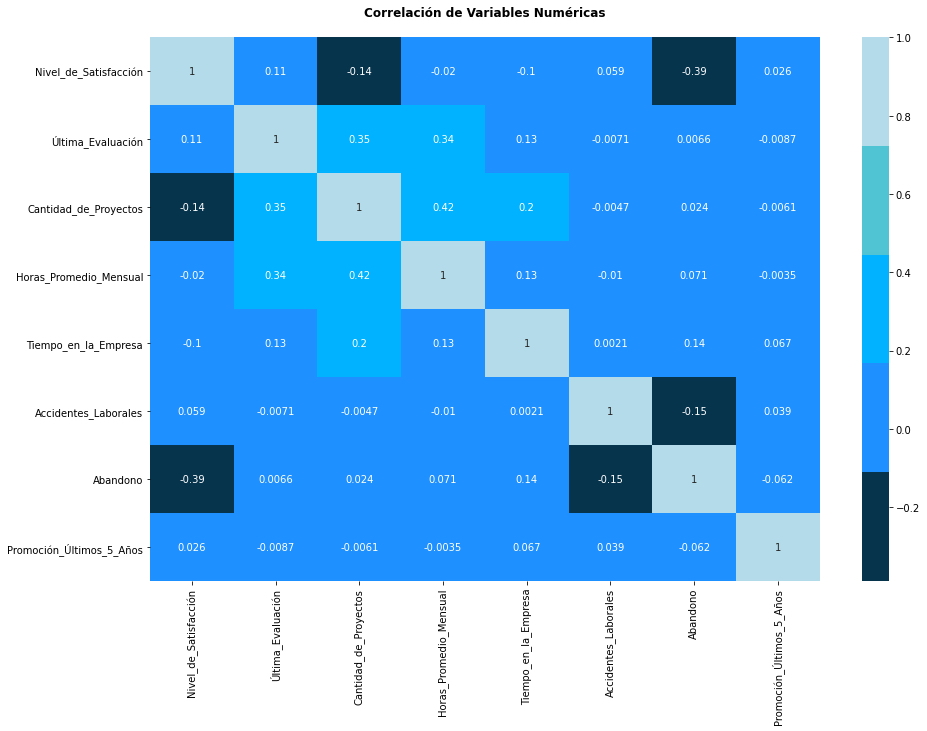 Correlación de Variables Numéricas
Nivel_de_Satisfacción 1 0.11 -0.14 -0.02 -0.1 0.059 -0.39 0.026
Última_Evaluación 0.11 1 0.35 0.34 0.13 -0.0071 0.0066 -0.0087
Cantidad_de_Proyectos -0.14 0.35 1 0.42 0.2 -0.0047 0.024 -0.0061
Horas_Promedio_Mensual -0.02 0.34 0.42 1 0.13 -0.01 0.071 -0.0035
Tiempo_en_la_Empresa -0.1 0.13 0.2 0.13 1 0.0021 0.14 0.067
Accidentes_Laborales 0.059 -0.0071 -0.0047 -0.01 0.0021 1 -0.15 0.039
Abandono -0.39 0.0066 0.024 0.071 0.14 -0.15 1 -0.062
Promoción_Últimos_5_Años 0.026 -0.0087 -0.0061 -0.0035 0.067 0.039 -0.062 1
Nivel_de_Satisfacción
Última_Evaluación
Cantidad_de_Proyectos
Horas_Promedio_Mensual
Tiempo_en_la_Empresa
Accidentes_Laborales
Abandono
Promoción_Últimos_5_Años
1.0
0.8
0.6
0.4
0.2
0.0
−0.2